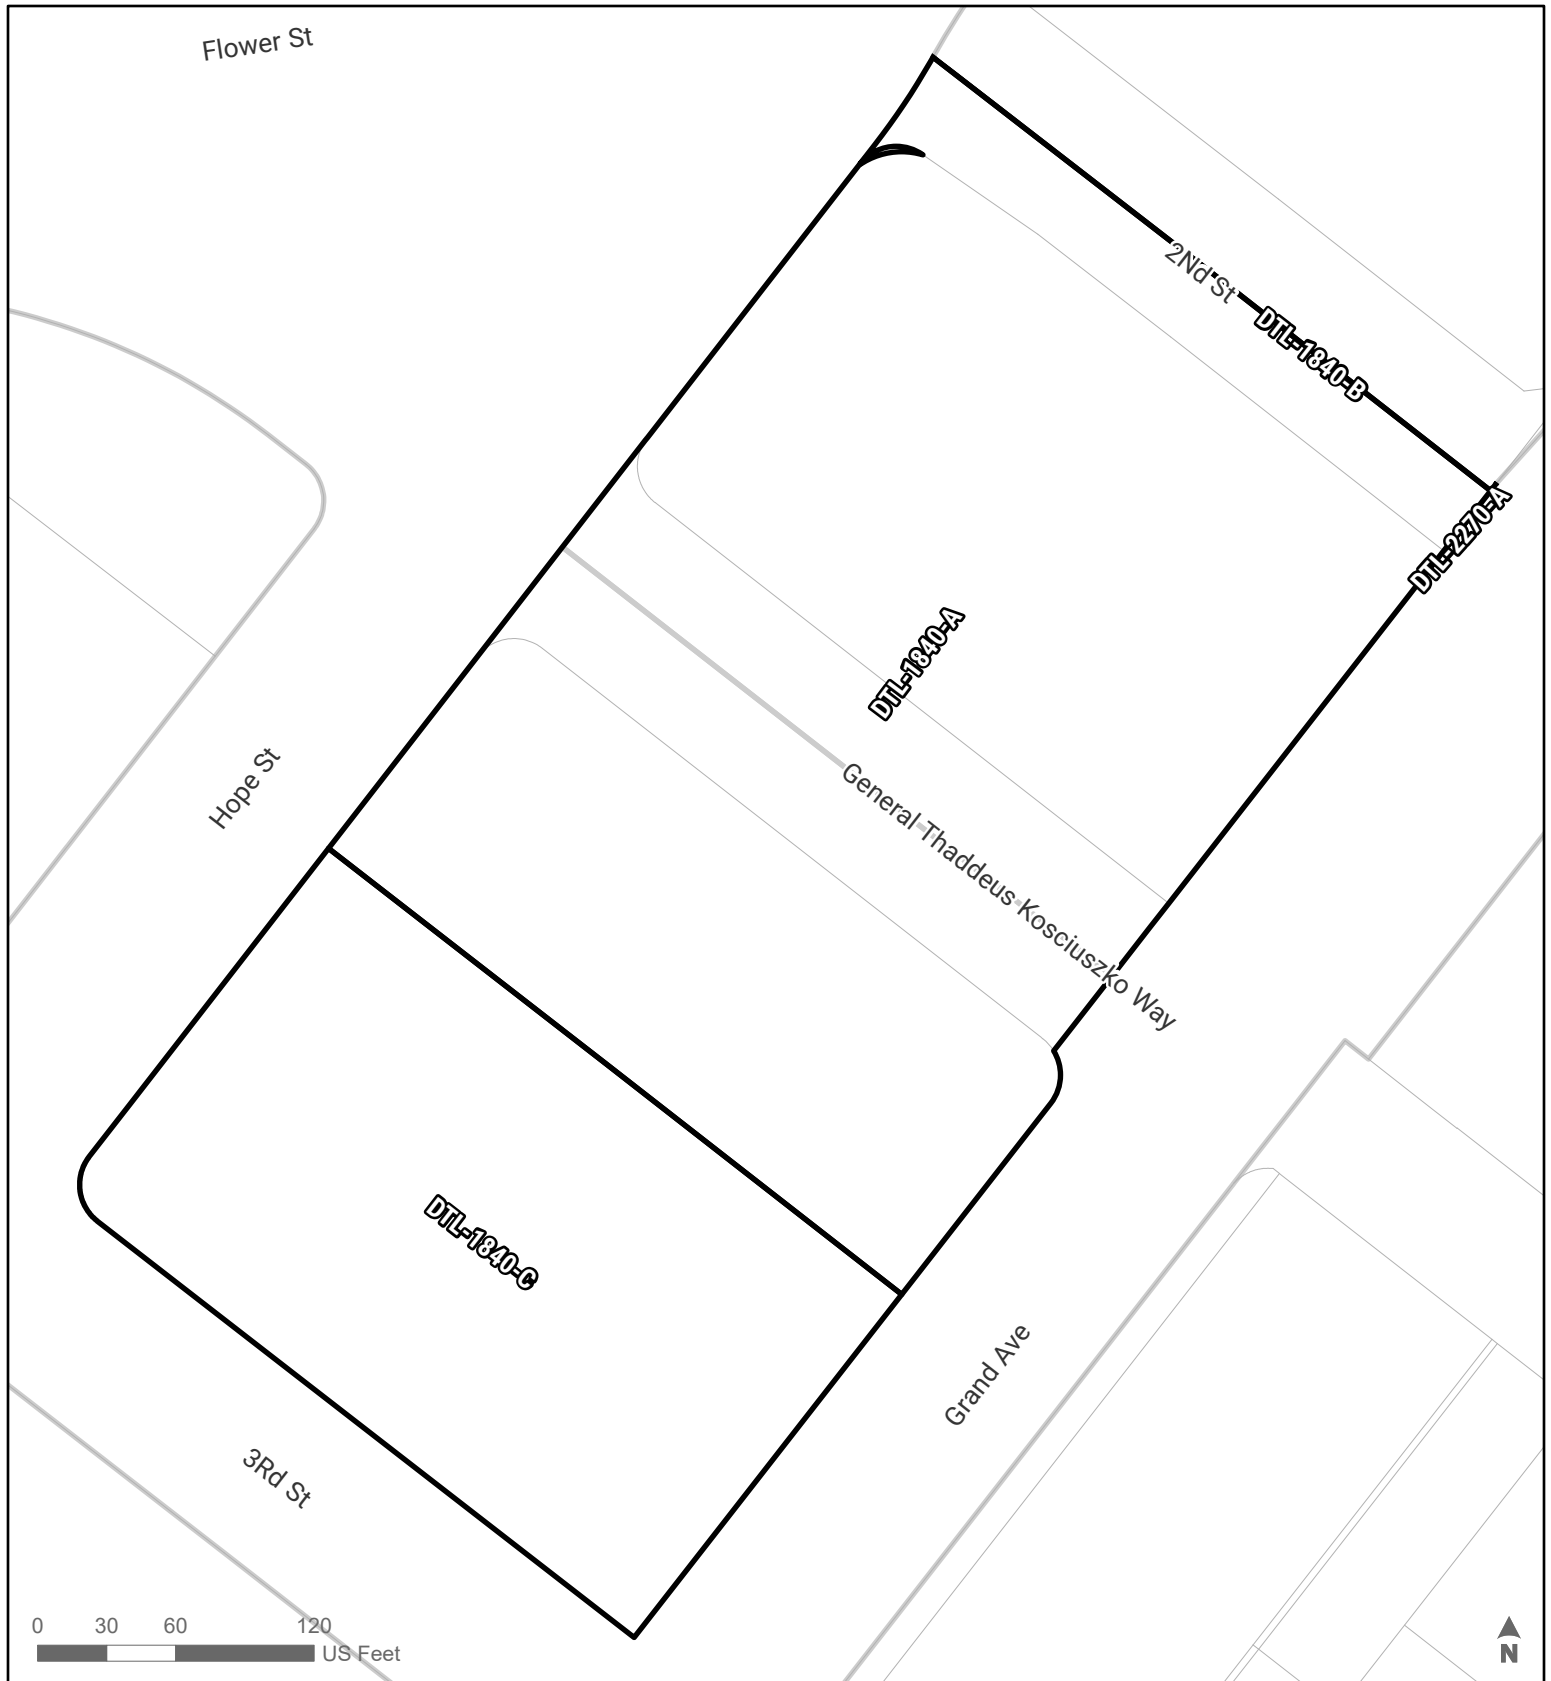 Flower St
2Nd St
DTL-1840-B
DTL-2270-A
DTL-1840-A
General Thaddeus Kosciuszko Way
Hope St
DTL-1840-C
Grand Ave
3Rd St
0 30 60 120
US Feet
N